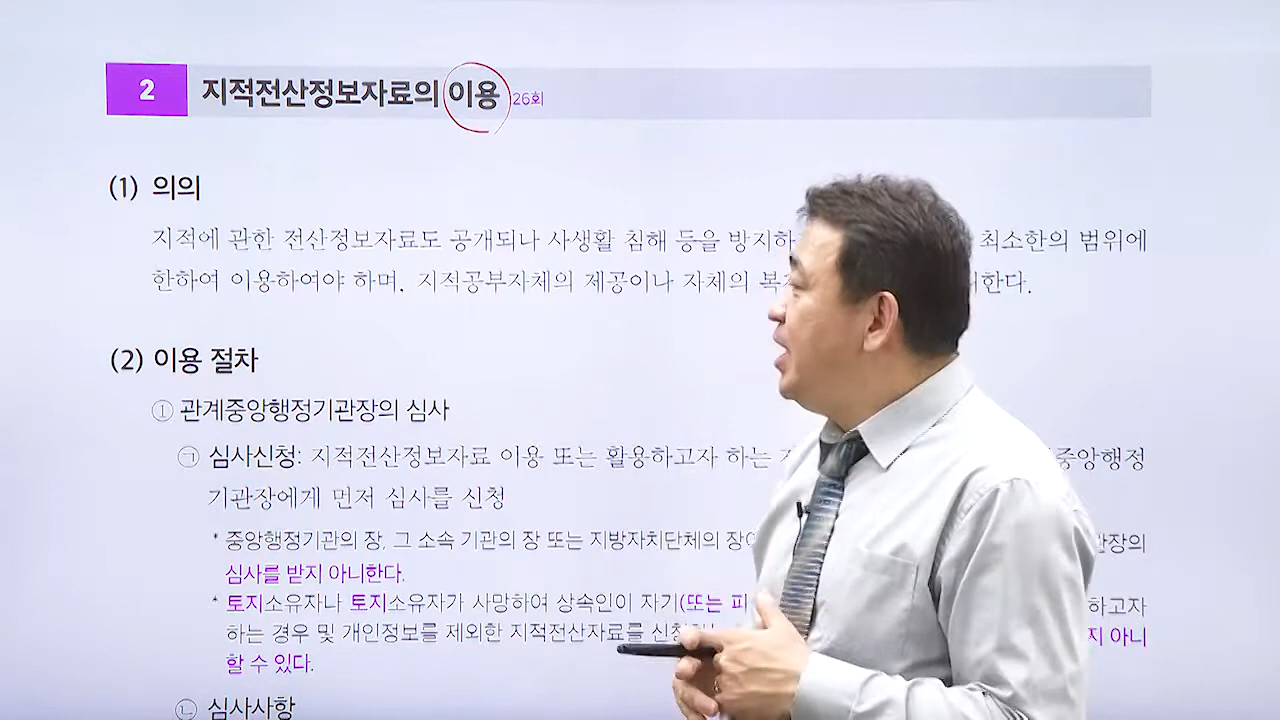 2 지적전산정보자료의 이용 26회
(1) 의의
지적에 관한 전산정보자료도 공개되나 사생활 침해 등을 방지하 최소한의 범위에
한하여 이용하여야 하며, 지적공부자체의 제공이나 자체의 한다.
(2) 이용 절차
① 관계중앙행정기관장의 심사
㉠ 심사신청: 지적전산정보자료 이용 또는 활용하고자 하는 중앙행정
기관장에게 먼저 심사를 신청
* 중앙행정기관의 장, 그 소속 기관의 장 또는 지방자치단체의 장 장의
심사를 받지 아니한다.
* 토지소유자나 토지소유자가 사망하여 상속인이 자기(또는 피 하고자
하는 경우 및 개인정보를 제외한 지적전산자료를 지 아니
할 수 있다.
㉡ 심사사항